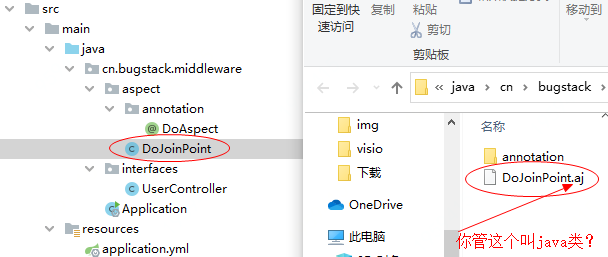 src
main
java
cn.bugstack.middleware
aspect
annotation
DoAspect
DoJoinPoint
interfaces
UserController
Application
resources
application.yml
固定到快
速访问
复制
粘贴
剪切
移动到
剪贴板
« java › cn › bugstack ›
img
visio
下载
OneDrive
此电脑
名称
annotation
DoJoinPoint.aj
你管这个叫java类?